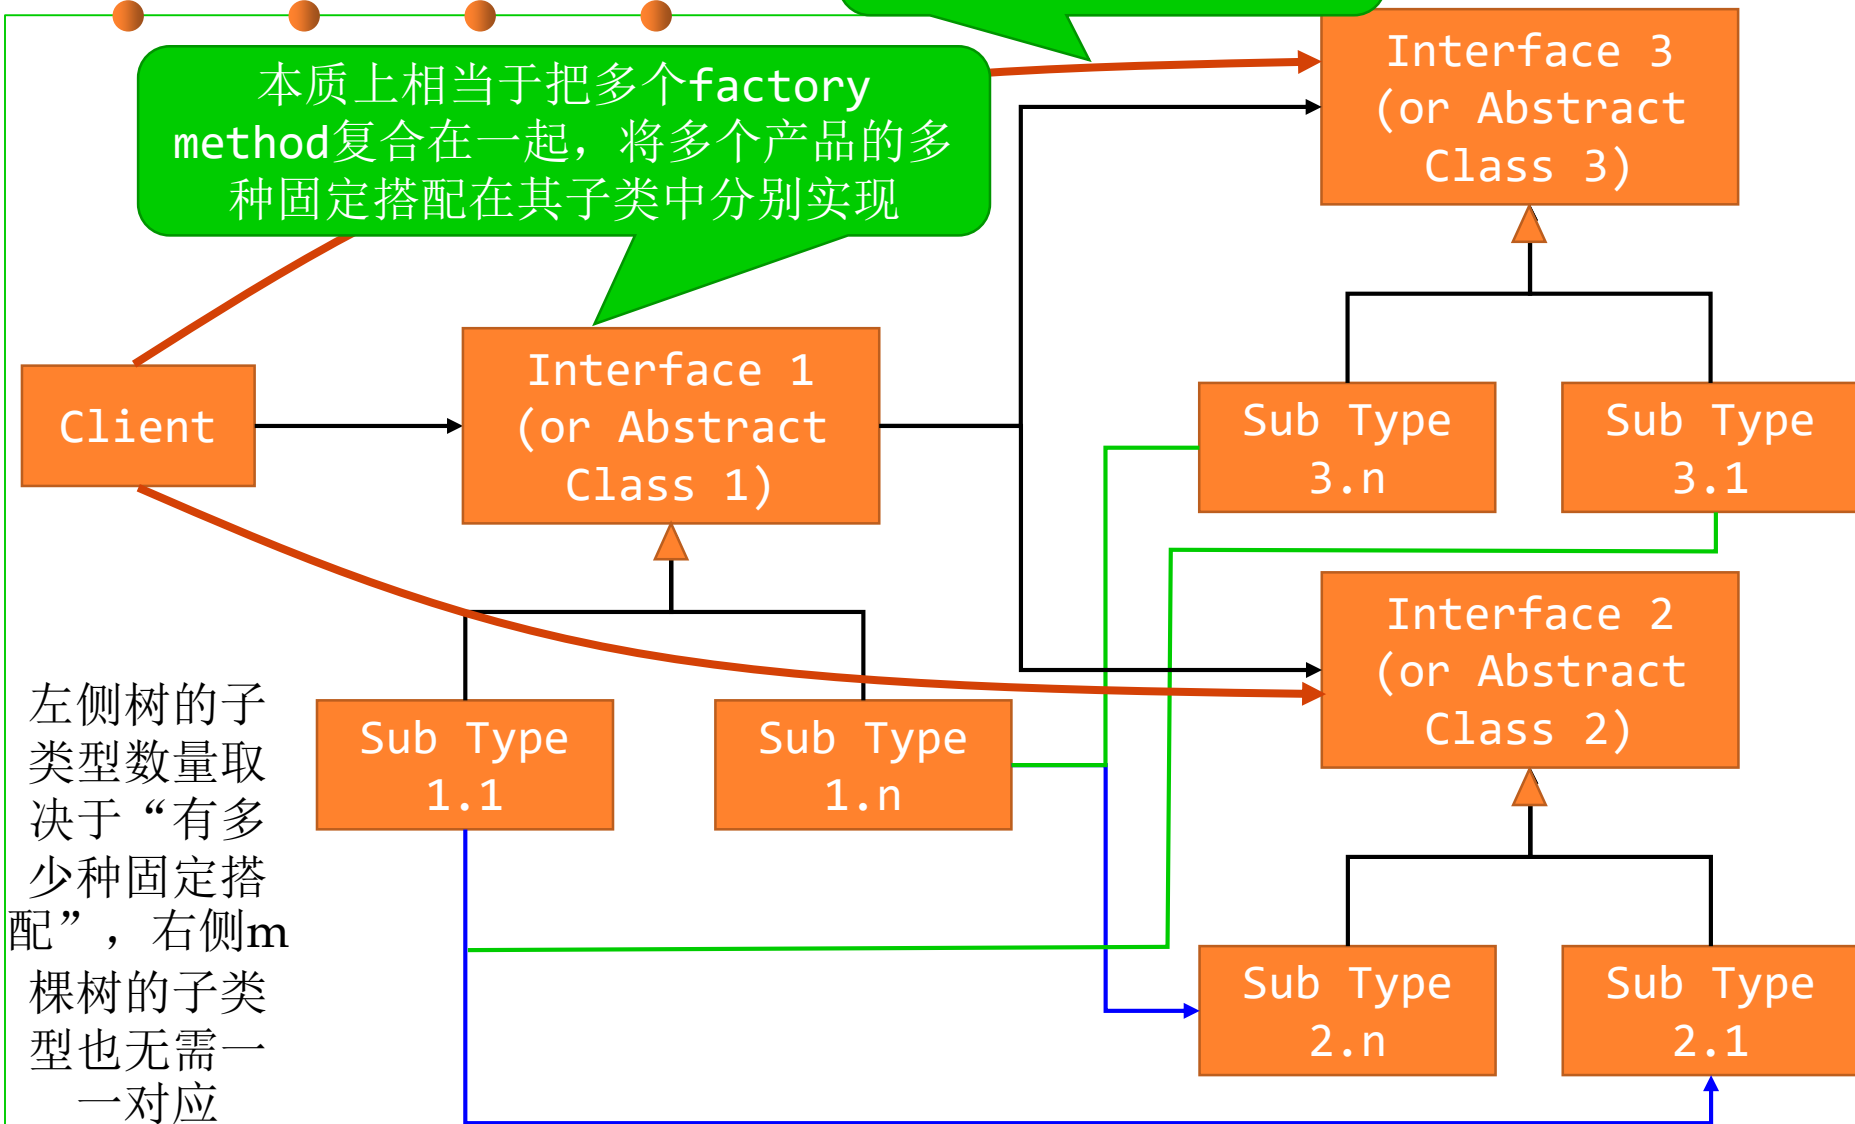 本质上相当于把多个factory
method复合在一起，将多个产品的多
种固定搭配在其子类中分别实现
Interface 3
(or Abstract
Class 3)
Client
Interface 1
(or Abstract
Class 1)
Sub Type
3.n
Sub Type
3.1
Interface 2
(or Abstract
Class 2)
Sub Type
1.1
Sub Type
1.n
左侧树的子
类型数量取
决于“有多
少种固定搭
配”，右侧m
棵树的子类
型也无需一
一对应
Sub Type
2.n
Sub Type
2.1